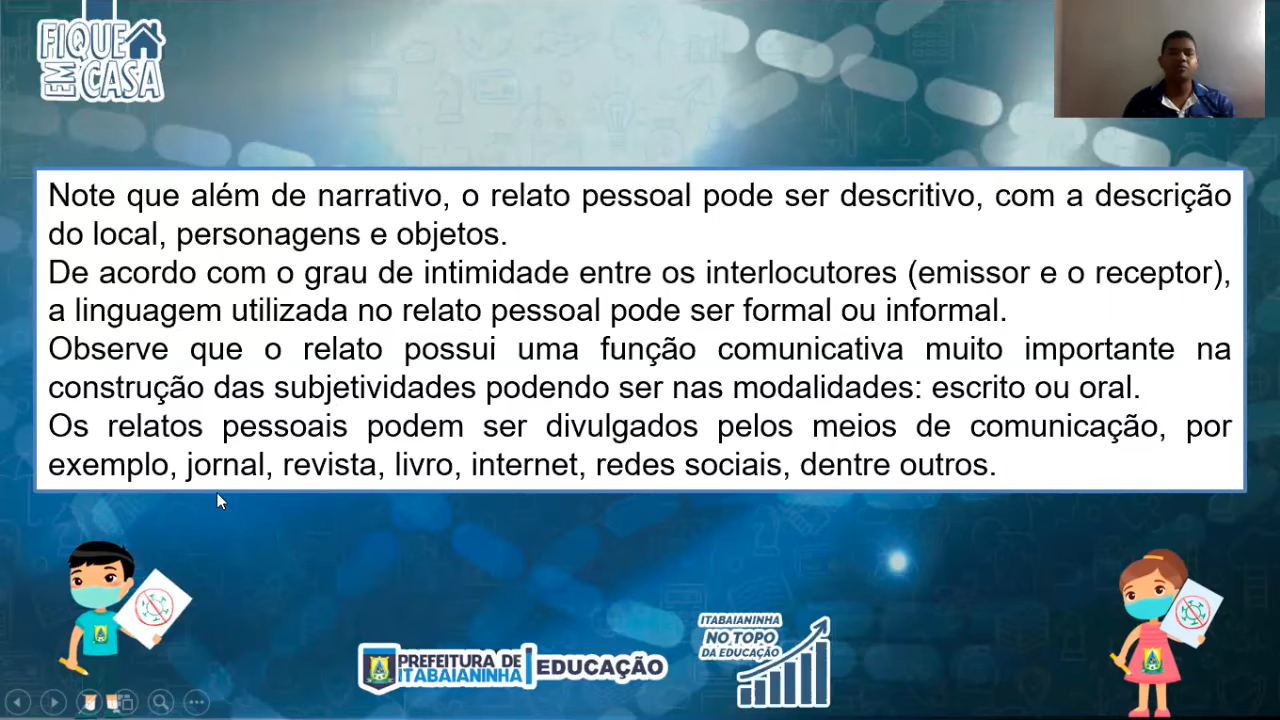 FIQUE
EM CASA
Note que além de narrativo, o relato pessoal pode ser descritivo, com a descrição
do local, personagens e objetos.
De acordo com o grau de intimidade entre os interlocutores (emissor e o receptor),
a linguagem utilizada no relato pessoal pode ser formal ou informal.
Observe que o relato possui uma função comunicativa muito importante na
construção das subjetividades podendo ser nas modalidades: escrito ou oral.
Os relatos pessoais podem ser divulgados pelos meios de comunicação, por
exemplo, jornal, revista, livro, internet, redes sociais, dentre outros.
ITABAIANINHA
NO TOPO
DA EDUCAÇÃO
PREFEITURA DE
ITABAIANINHA
EDUCAÇÃO